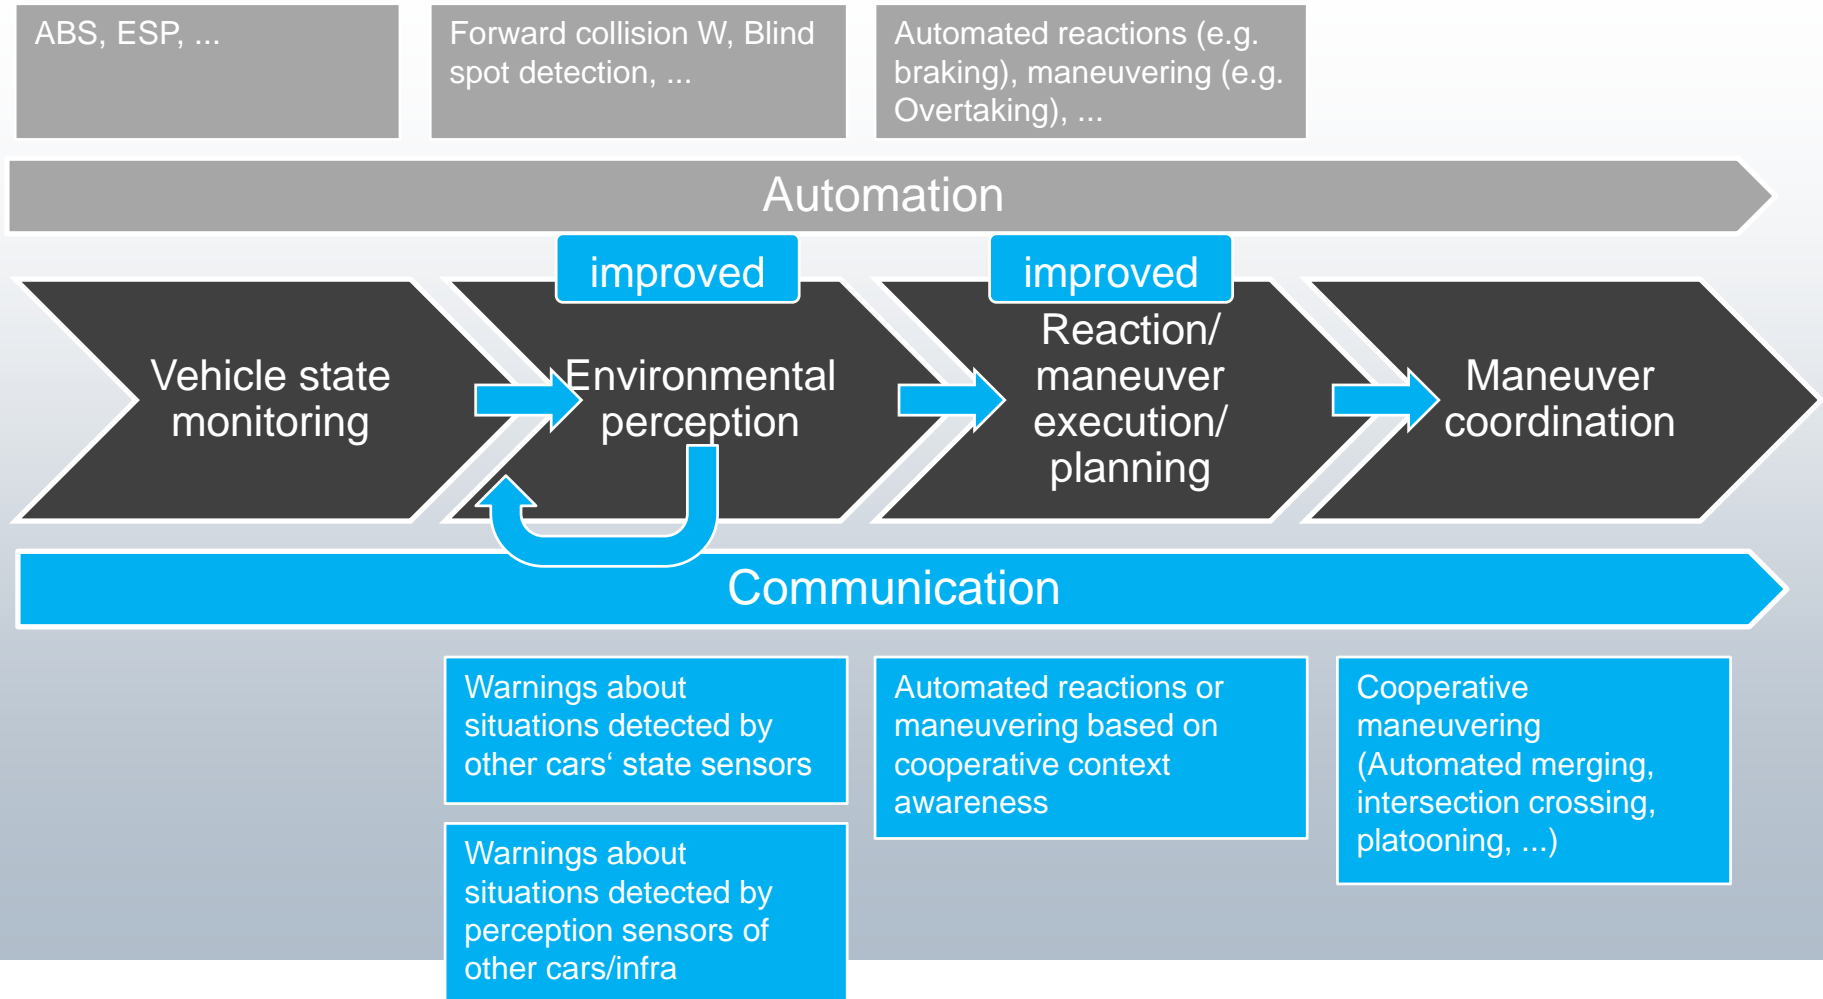 ABS, ESP, ...
Forward collision W, Blind
spot detection, ...
Automated reactions (e.g.
braking), maneuvering (e.g.
Overtaking), ...
Automation
improved
improved
Vehicle state
monitoring
Environmental
perception
Reaction/
maneuver
execution/
planning
Maneuver
coordination
Communication
Warnings about
situations detected by
other cars‘ state sensors
Warnings about
situations detected by
perception sensors of
other cars/infra
Automated reactions or
maneuvering based on
cooperative context
awareness
Cooperative
maneuvering
(Automated merging,
intersection crossing,
platooning, ...)